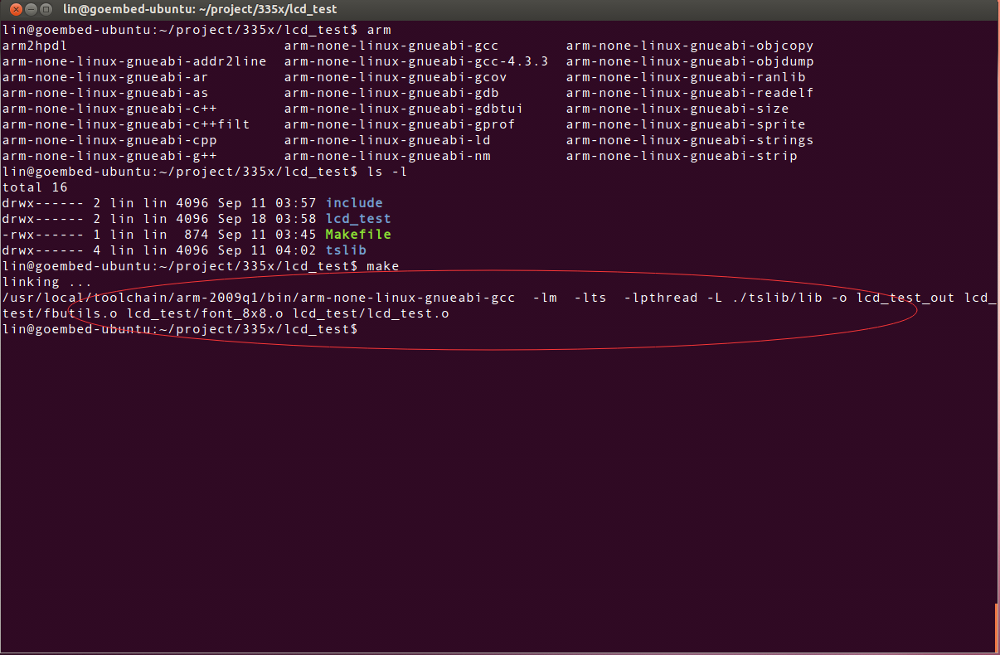 lin@goembed-ubuntu: ~/project/335x/lcd_test
lin@goembed-ubuntu:~/project/335x/lcd_test$ arm
arm2hpdl arm-none-linux-gnueabi-gcc arm-none-linux-gnueabi-objcopy
arm-none-linux-gnueabi-addr2line arm-none-linux-gnueabi-gcc-4.3.3 arm-none-linux-gnueabi-objdump
arm-none-linux-gnueabi-ar arm-none-linux-gnueabi-gcov arm-none-linux-gnueabi-ranlib
arm-none-linux-gnueabi-as arm-none-linux-gnueabi-gdb arm-none-linux-gnueabi-readelf
arm-none-linux-gnueabi-c++ arm-none-linux-gnueabi-gdbtui arm-none-linux-gnueabi-size
arm-none-linux-gnueabi-c++filt arm-none-linux-gnueabi-gprof arm-none-linux-gnueabi-sprite
arm-none-linux-gnueabi-cpp arm-none-linux-gnueabi-ld arm-none-linux-gnueabi-strings
arm-none-linux-gnueabi-g++ arm-none-linux-gnueabi-nm arm-none-linux-gnueabi-strip
lin@goembed-ubuntu:~/project/335x/lcd_test$ ls -l
total 16
drwx------ 2 lin lin 4096 Sep 11 03:57 include
drwx------ 2 lin lin 4096 Sep 18 03:58 lcd_test
-rwx------ 1 lin lin  874 Sep 11 03:45 Makefile
drwx------ 4 lin lin 4096 Sep 11 04:02 tslib
lin@goembed-ubuntu:~/project/335x/lcd_test$ make
linking ...
/usr/local/toolchain/arm-2009q1/bin/arm-none-linux-gnueabi-gcc  -lm  -lts  -lpthread -L ./tslib/lib -o lcd_test_out lcd_
test/fbutils.o lcd_test/font_8x8.o lcd_test/lcd_test.o
lin@goembed-ubuntu:~/project/335x/lcd_test$